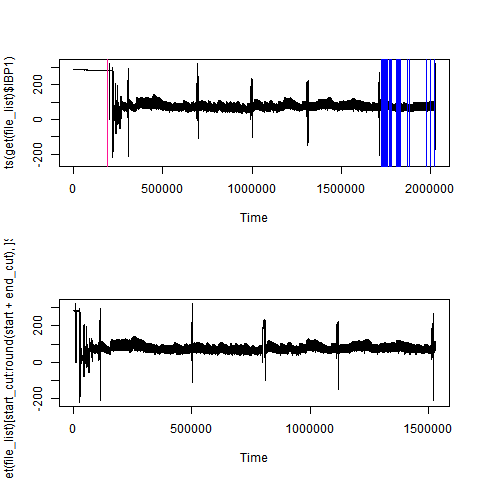 ts(get(file_list)$IBP1)
200
0
-200
0 500000 1000000 1500000 2000000
Time
et(file_list)[start_cut:round(start + end_cut), ]$
200
0
-200
0 500000 1000000 1500000
Time